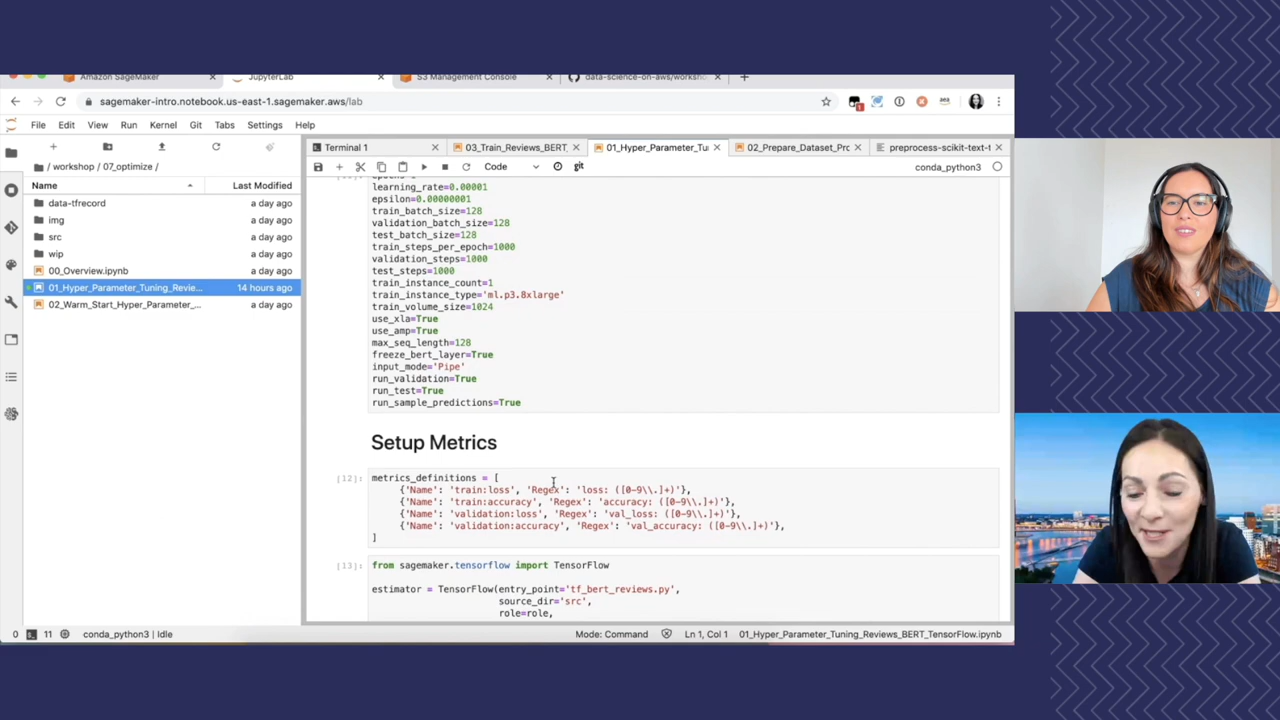 Amazon SageMaker
JupyterLab
S3 Management Console
data-science-on-aws/worksho
sagemaker-intro.notebook.us-east-1.sagemaker.aws/lab
File Edit View Run Kernel Git Tabs Settings Help
Terminal 1
03_Train_Reviews_BERT_
01_Hyper_Parameter_Tu
02_Prepare_Dataset_Pro
preprocess-scikit-text-t
/ workshop / 07_optimize /
Code
git
conda_python3
Name
Last Modified
data-tfrecord a day ago
img a day ago
src a day ago
wip a day ago
00_Overview.ipynb a day ago
01_Hyper_Parameter_Tuning_Revie... 14 hours ago
02_Warm_Start_Hyper_Parameter_... a day ago
learning_rate=0.00001
epsilon=0.00000001
train_batch_size=128
validation_batch_size=128
test_batch_size=128
train_steps_per_epoch=1000
validation_steps=1000
test_steps=1000
train_instance_count=1
train_instance_type='ml.p3.8xlarge'
train_volume_size=1024
use_xla=True
use_amp=True
max_seq_length=128
freeze_bert_layer=True
input_mode='Pipe'
run_validation=True
run_test=True
run_sample_predictions=True
Setup Metrics
[12]:
metrics_definitions = [
{'Name': 'train:loss', 'Regex': 'loss: ([0-9\\.]+)'},
{'Name': 'train:accuracy', 'Regex': 'accuracy: ([0-9\\.]+)'},
{'Name': 'validation:loss', 'Regex': 'val_loss: ([0-9\\.]+)'},
{'Name': 'validation:accuracy', 'Regex': 'val_accuracy: ([0-9\\.]+)'},
]
[13]:
from sagemaker.tensorflow import TensorFlow
estimator = TensorFlow(entry_point='tf_bert_reviews.py',
source_dir='src',
role=role,
0
11
conda_python3 | Idle
Mode: Command
Ln 1, Col 1
01_Hyper_Parameter_Tuning_Reviews_BERT_TensorFlow.ipynb